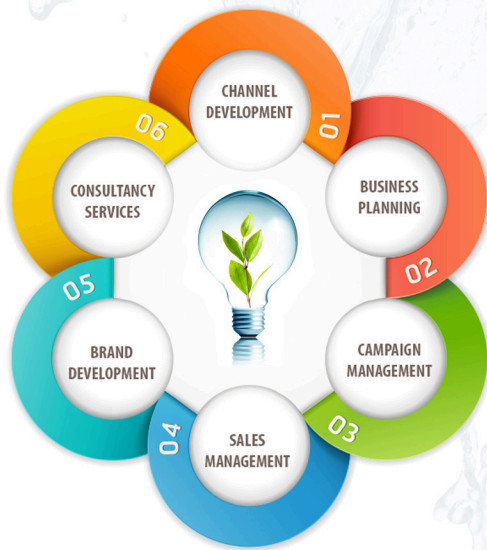 CHANNEL
DEVELOPMENT
01
BUSINESS
PLANNING
02
CAMPAIGN
MANAGEMENT
03
SALES
MANAGEMENT
04
BRAND
DEVELOPMENT
05
CONSULTANCY
SERVICES
06